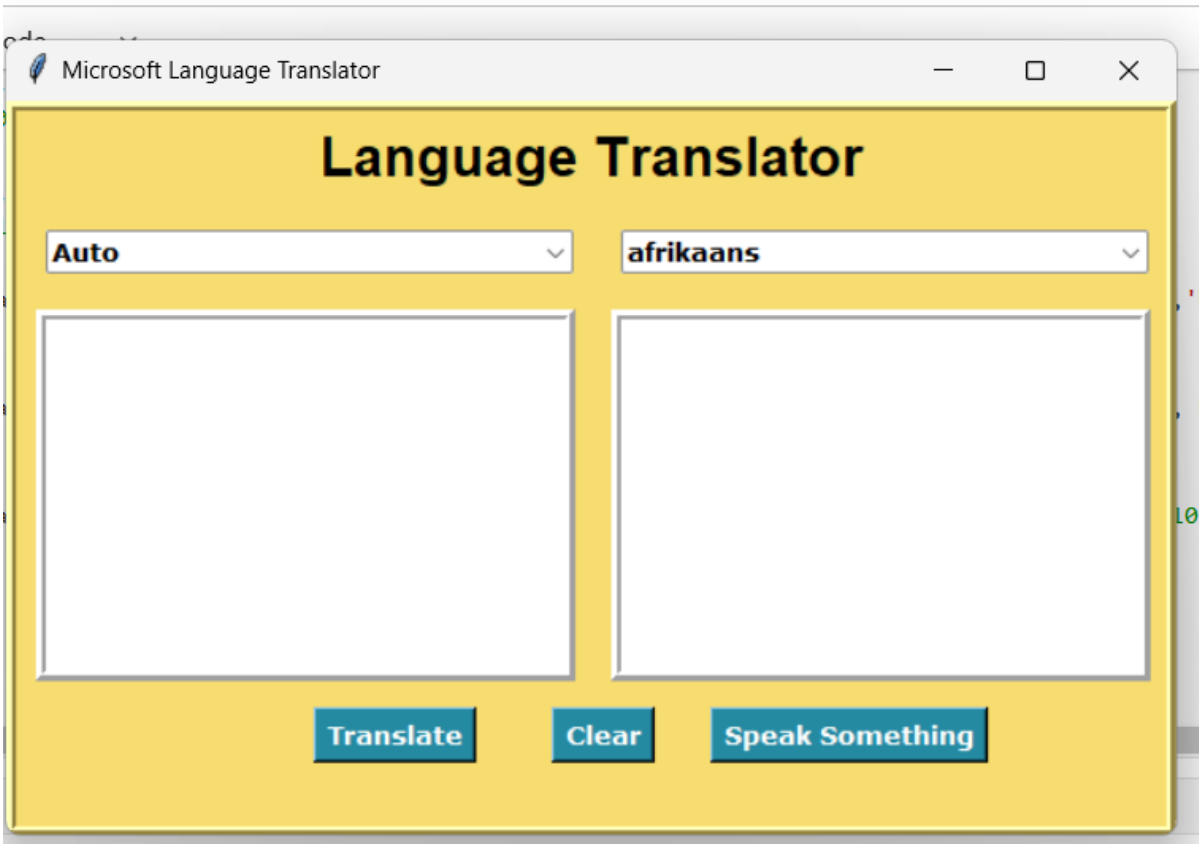 Microsoft Language Translator
Language Translator
Auto afrikaans
Translate Clear Speak Something